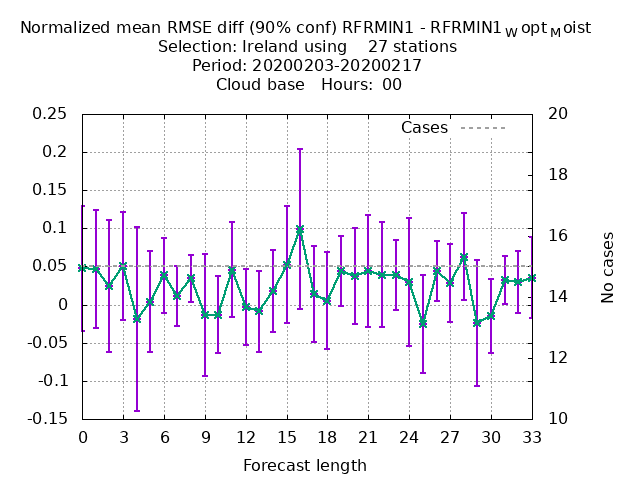 Normalized mean RMSE diff (90% conf) RFRMIN1 - RFRMIN1WoptMoist
Selection: Ireland using 27 stations
Period: 20200203-20200217
Cloud base Hours: 00
Cases
0.25
0.2
0.15
0.1
0.05
0
-0.05
-0.1
-0.15
20
18
16
14
12
10
No cases
0 3 6 9 12 15 18 21 24 27 30 33
Forecast length